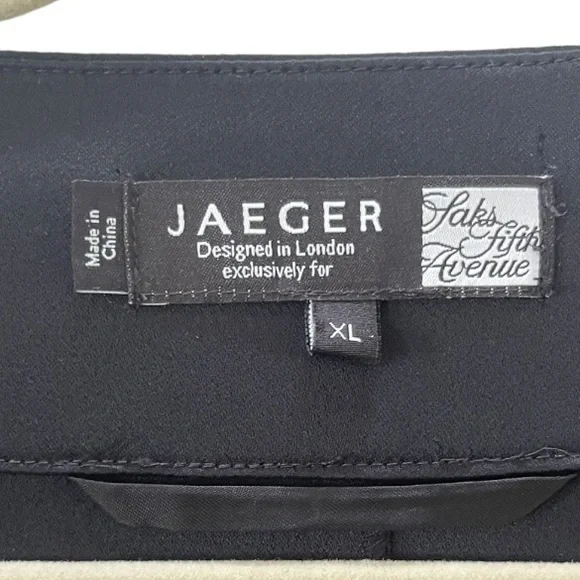 Made in
China
JAEGER
Designed in London
exclusively for
Saks
Fifth
Avenue
XL